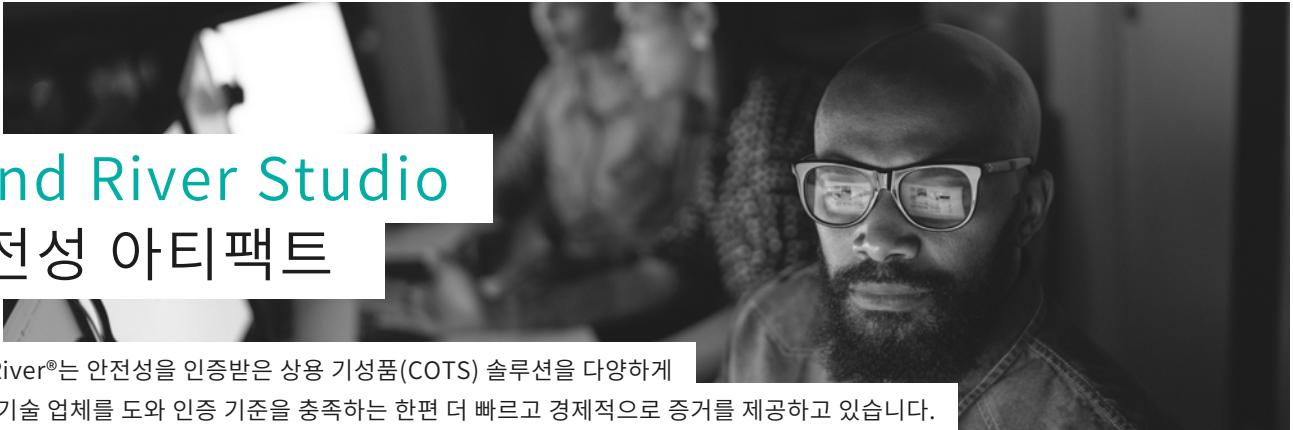 nd River Studio
전성 아티팩트
River®는 안전성을 인증받은 상용 기성품(COTS) 솔루션을 다양하게
기술 업체를 도와 인증 기준을 충족하는 한편 더 빠르고 경제적으로 증거를 제공하고 있습니다.